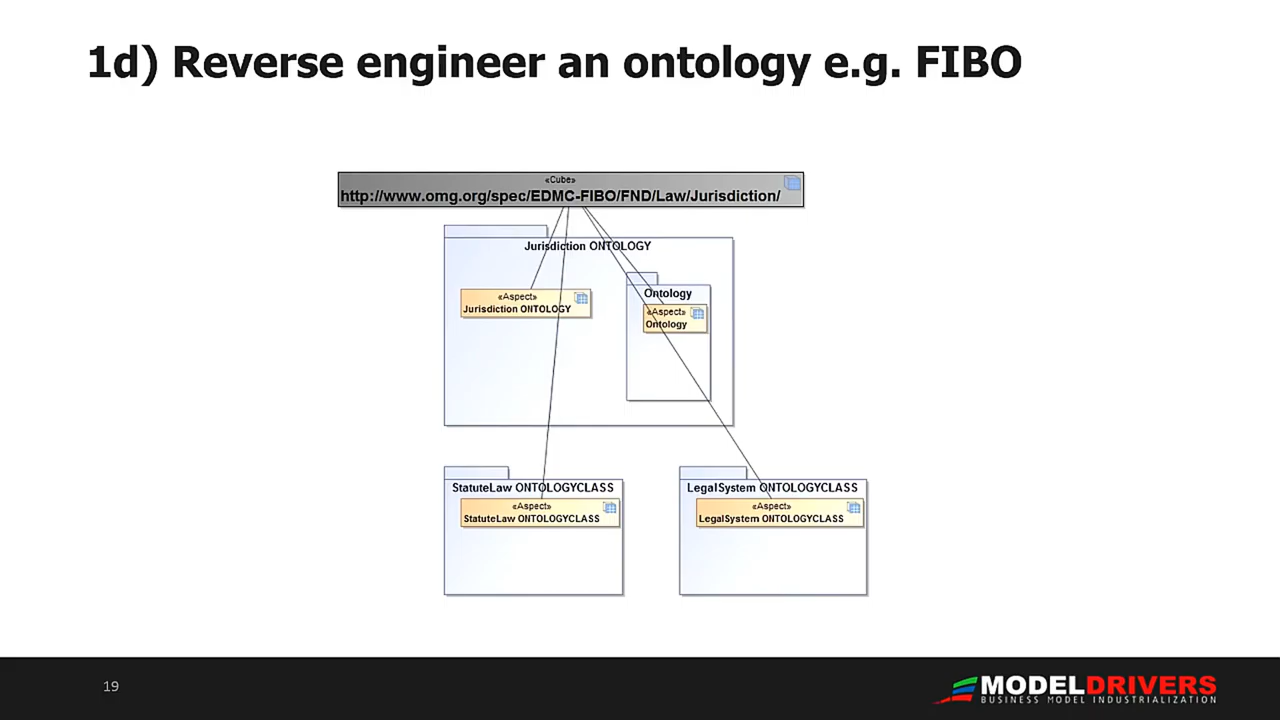 1d) Reverse engineer an ontology e.g. FIBO
«Cube»
http://www.omg.org/spec/EDMC-FIBO/FND/Law/Jurisdiction/
Jurisdiction ONTOLOGY
«Aspect»
Jurisdiction ONTOLOGY
Ontology
«Aspect»
Ontology
StatuteLaw ONTOLOGYCLASS
«Aspect»
StatuteLaw ONTOLOGYCLASS
LegalSystem ONTOLOGYCLASS
«Aspect»
LegalSystem ONTOLOGYCLASS
19
MODELDRIVERS
BUSINESS MODEL INDUSTRIALIZATION